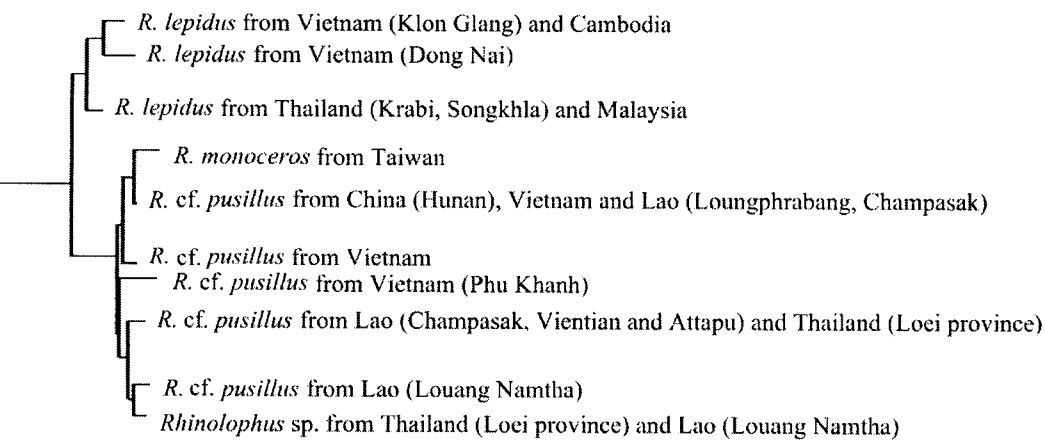 R. lepidus from Vietnam (Klon Glang) and Cambodia
R. lepidus from Vietnam (Dong Nai)
R. lepidus from Thailand (Krabi, Songkhla) and Malaysia
R. monoceros from Taiwan
R. cf. pusillus from China (Hunan), Vietnam and Lao (Loungphrabang, Champasak)
R. cf. pusillus from Vietnam
R. cf. pusillus from Vietnam (Phu Khanh)
R. cf. pusillus from Lao (Champasak, Vientian and Attapu) and Thailand (Loei province)
R. cf. pusillus from Lao (Louang Namtha)
Rhinolophus sp. from Thailand (Loei province) and Lao (Louang Namtha)